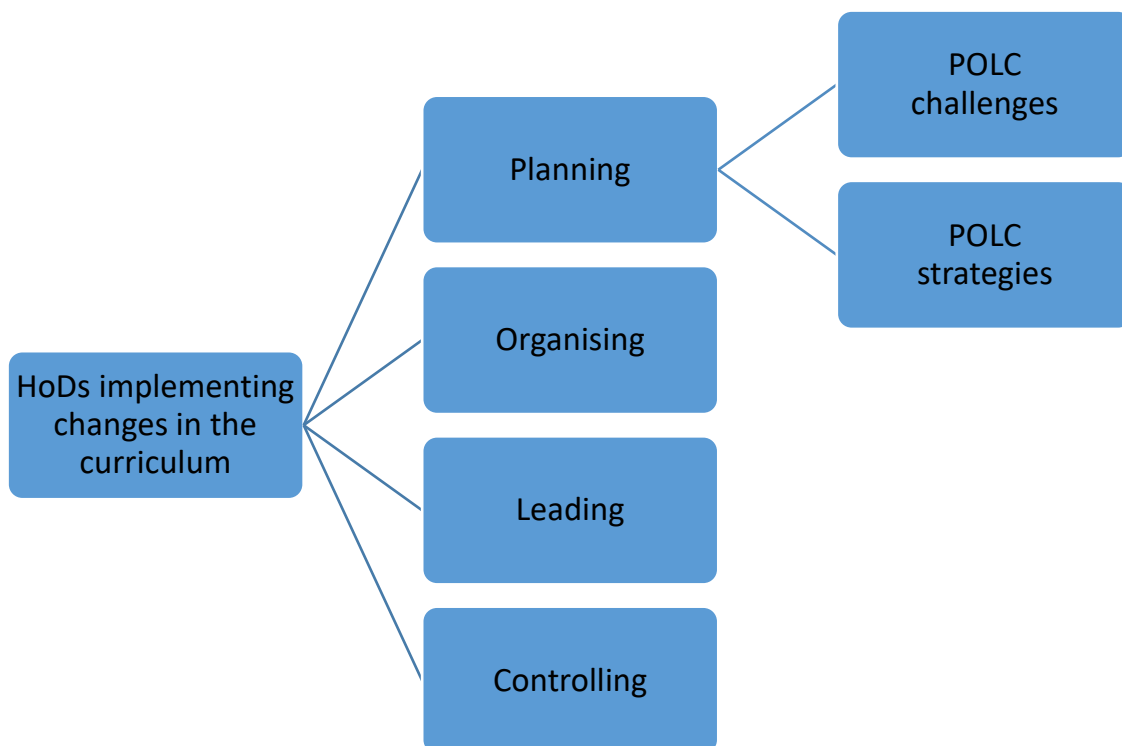 HoDs implementing
changes in the
curriculum
Planning
Organising
Leading
Controlling
POLC
challenges
POLC
strategies